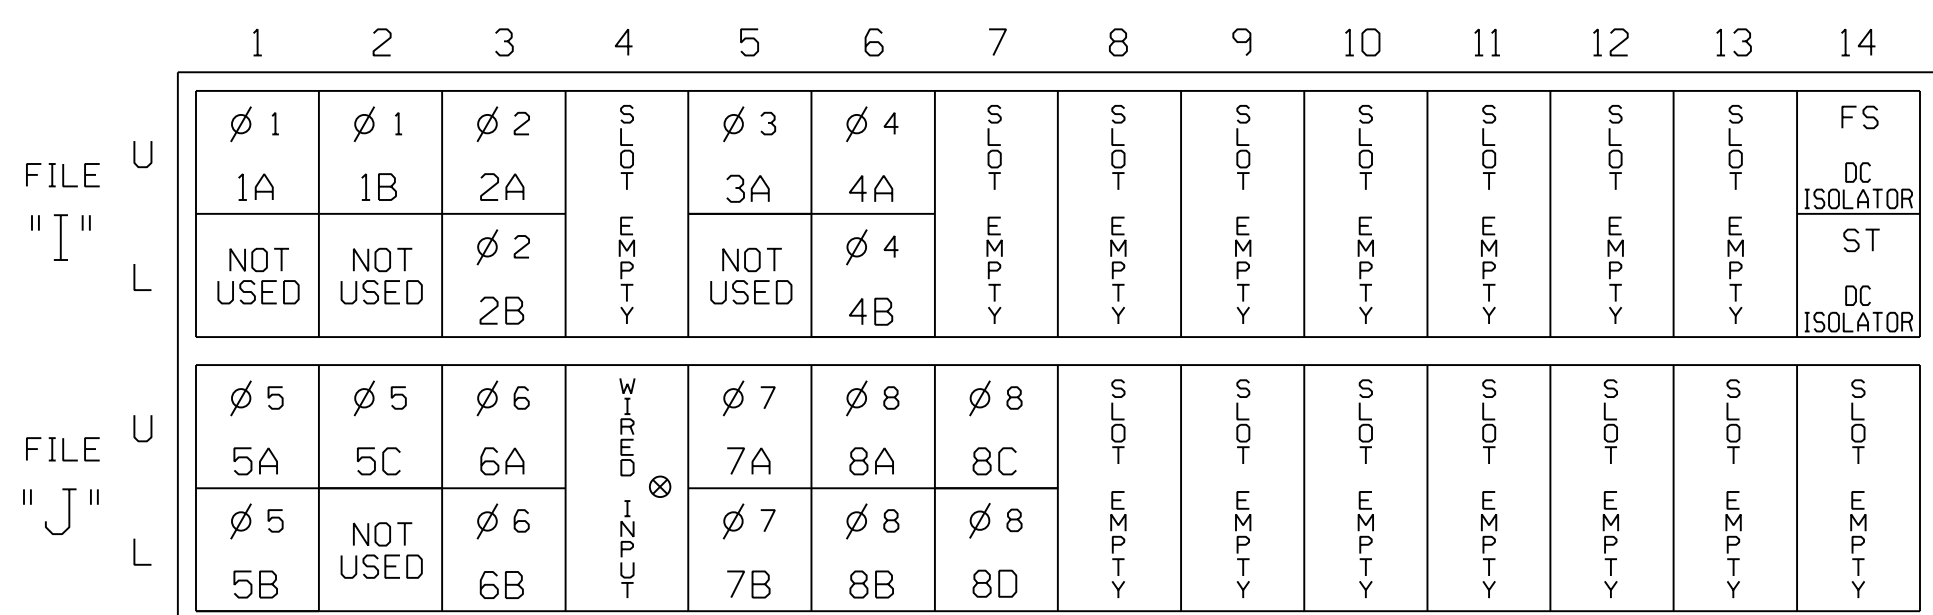 1 2 3 4 5 6 7 8 9 10 11 12 13 14
FILE "I"
U
L
Ø 1 1A
NOT USED
Ø 1 1B
NOT USED
Ø 2 2A
Ø 2 2B
SLOT EMPTY
Ø 3 3A
NOT USED
Ø 4 4A
Ø 4 4B
SLOT EMPTY
SLOT EMPTY
SLOT EMPTY
SLOT EMPTY
SLOT EMPTY
SLOT EMPTY
SLOT EMPTY
FS DC ISOLATOR
ST DC ISOLATOR
FILE "J"
U
L
Ø 5 5A
Ø 5 5B
Ø 5 5C
NOT USED
Ø 6 6A
Ø 6 6B
WIRED INPUT ⊗
Ø 7 7A
Ø 7 7B
Ø 8 8A
Ø 8 8B
Ø 8 8C
Ø 8 8D
SLOT EMPTY
SLOT EMPTY
SLOT EMPTY
SLOT EMPTY
SLOT EMPTY
SLOT EMPTY
SLOT EMPTY